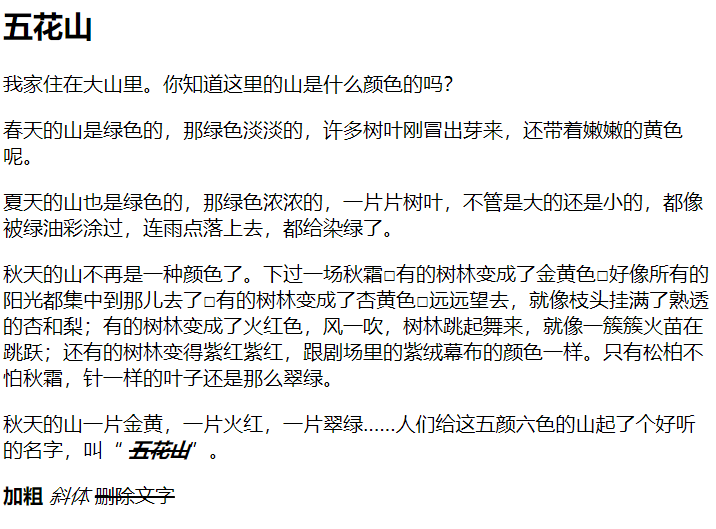 五花山
我家住在大山里。你知道这里的山是什么颜色的吗?
春天的山是绿色的，那绿色淡淡的，许多树叶刚冒出芽来，还带着嫩嫩的黄色
呢。
夏天的山也是绿色的，那绿色浓浓的，一片片树叶，不管是大的还是小的，都像
被绿油彩涂过，连雨点落上去，都给染绿了。
秋天的山不再是一种颜色了。下过一场秋霜□有的树林变成了金黄色□好像所有的
阳光都集中到那儿去了□有的树林变成了杏黄色□远远望去，就像枝头挂满了熟透
的杏和梨；有的树林变成了火红色，风一吹，树林跳起舞来，就像一簇簇火苗在
跳跃；还有的树林变得紫红紫红，跟剧场里的紫绒幕布的颜色一样。只有松柏不
怕秋霜，针一样的叶子还是那么翠绿。
秋天的山一片金黄，一片火红，一片翠绿......人们给这五颜六色的山起了个好听
的名字，叫“ 五花山”。
加粗 斜体 删除文字